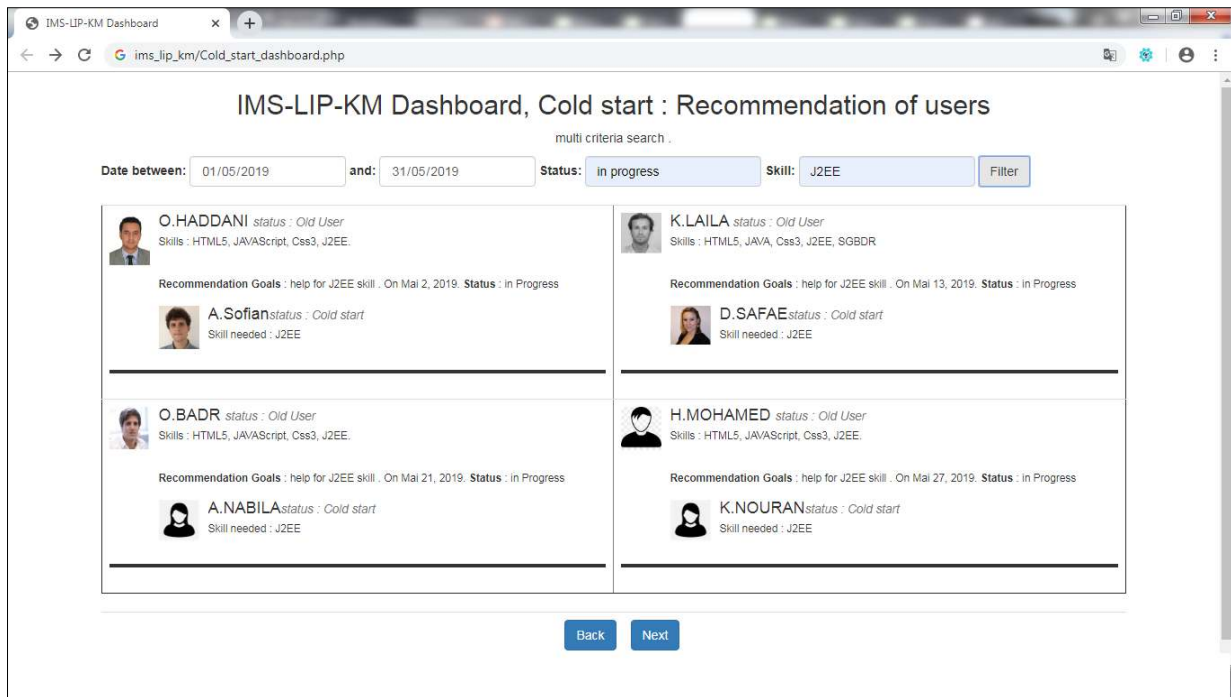 IMS-LIP-KM Dashboard
ims_lip_km/Cold_start_dashboard.php
IMS-LIP-KM Dashboard, Cold start : Recommendation of users
multi criteria search .
Date between: 01/05/2019 and: 31/05/2019 Status: in progress Skill: J2EE Filter
O.HADDANI status : Old User
Skills : HTML5, JAVAScript, Css3, J2EE.
Recommendation Goals : help for J2EE skill . On Mai 2, 2019. Status : in Progress
A.Sofianstatus : Cold start
Skill needed : J2EE
K.LAILA status : Old User
Skills : HTML5, JAVA, Css3, J2EE, SGBDR
Recommendation Goals : help for J2EE skill . On Mai 13, 2019. Status : in Progress
D.SAFAEstatus : Cold start
Skill needed : J2EE
O.BADR status : Old User
Skills : HTML5, JAVAScript, Css3, J2EE.
Recommendation Goals : help for J2EE skill . On Mai 21, 2019. Status : in Progress
A.NABILAstatus : Cold start
Skill needed : J2EE
H.MOHAMED status : Old User
Skills : HTML5, JAVAScript, Css3, J2EE.
Recommendation Goals : help for J2EE skill . On Mai 27, 2019. Status : in Progress
K.NOURANstatus : Cold start
Skill needed : J2EE
Back Next